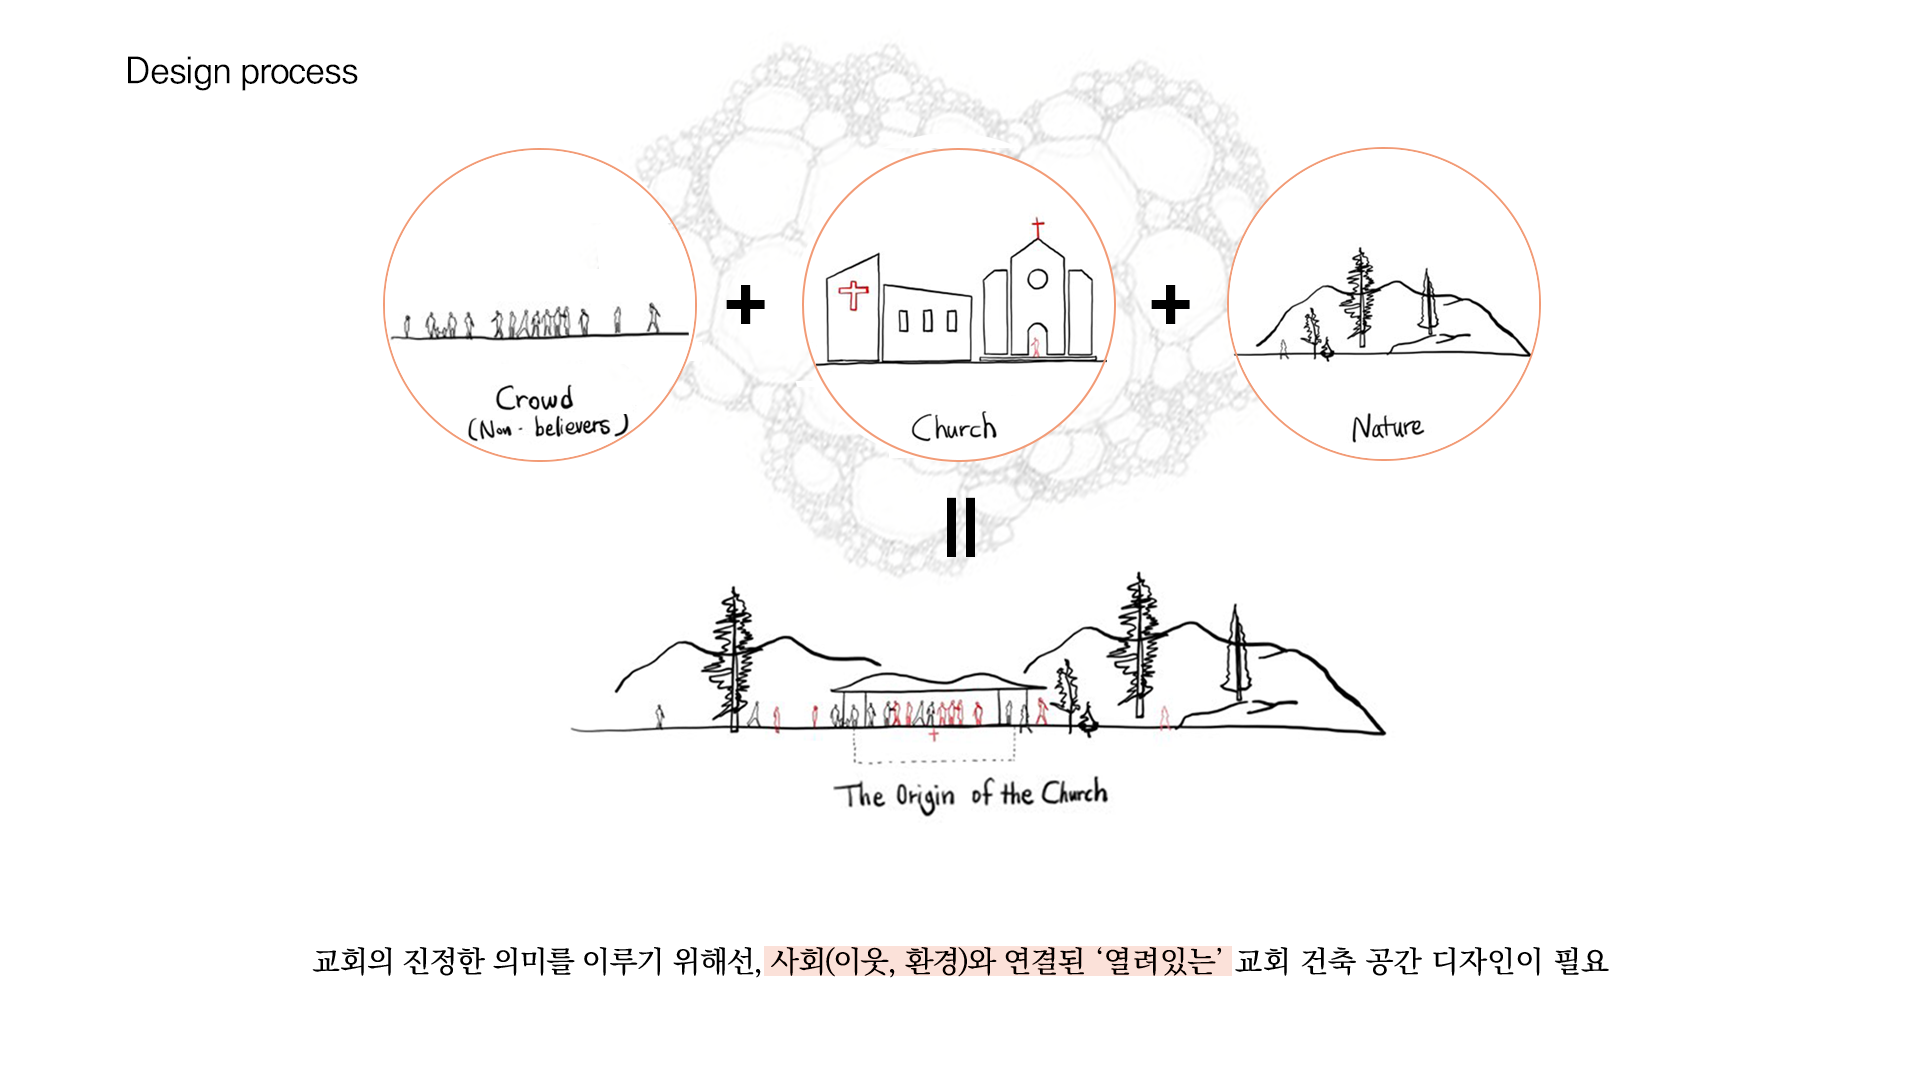 Design process
Crowd
(Non - believers)
Church
Nature
The Origin of the Church
교회의 진정한 의미를 이루기 위해선, 사회(이웃, 환경)와 연결된 ‘열려있는’ 교회 건축 공간 디자인이 필요